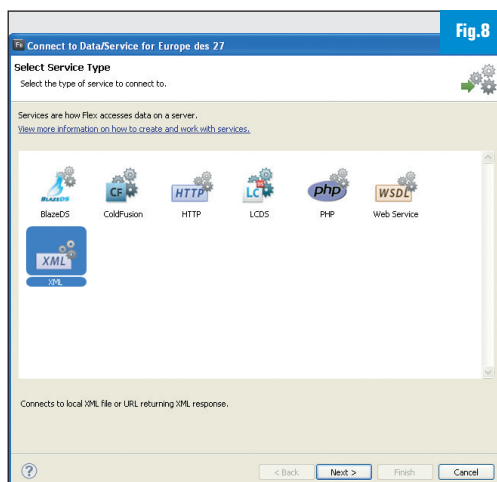 Fig.8
Fb Connect to Data/Service for Europe des 27
Select Service Type
Select the type of service to connect to.
Services are how Flex accesses data on a server.
View more information on how to create and work with services.
BLAZEDS CF HTTP LC DS php WSDL
BlazeDS ColdFusion HTTP LCDS PHP Web Service
XML
XML
Connects to local XML file or URL returning XML response.
? < Back Next > Finish Cancel